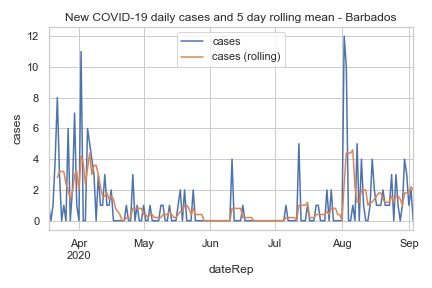 New COVID-19 daily cases and 5 day rolling mean - Barbados
cases
cases (rolling)
cases
12
10
8
6
4
2
0
Apr May Jun Jul Aug Sep
2020
dateRep